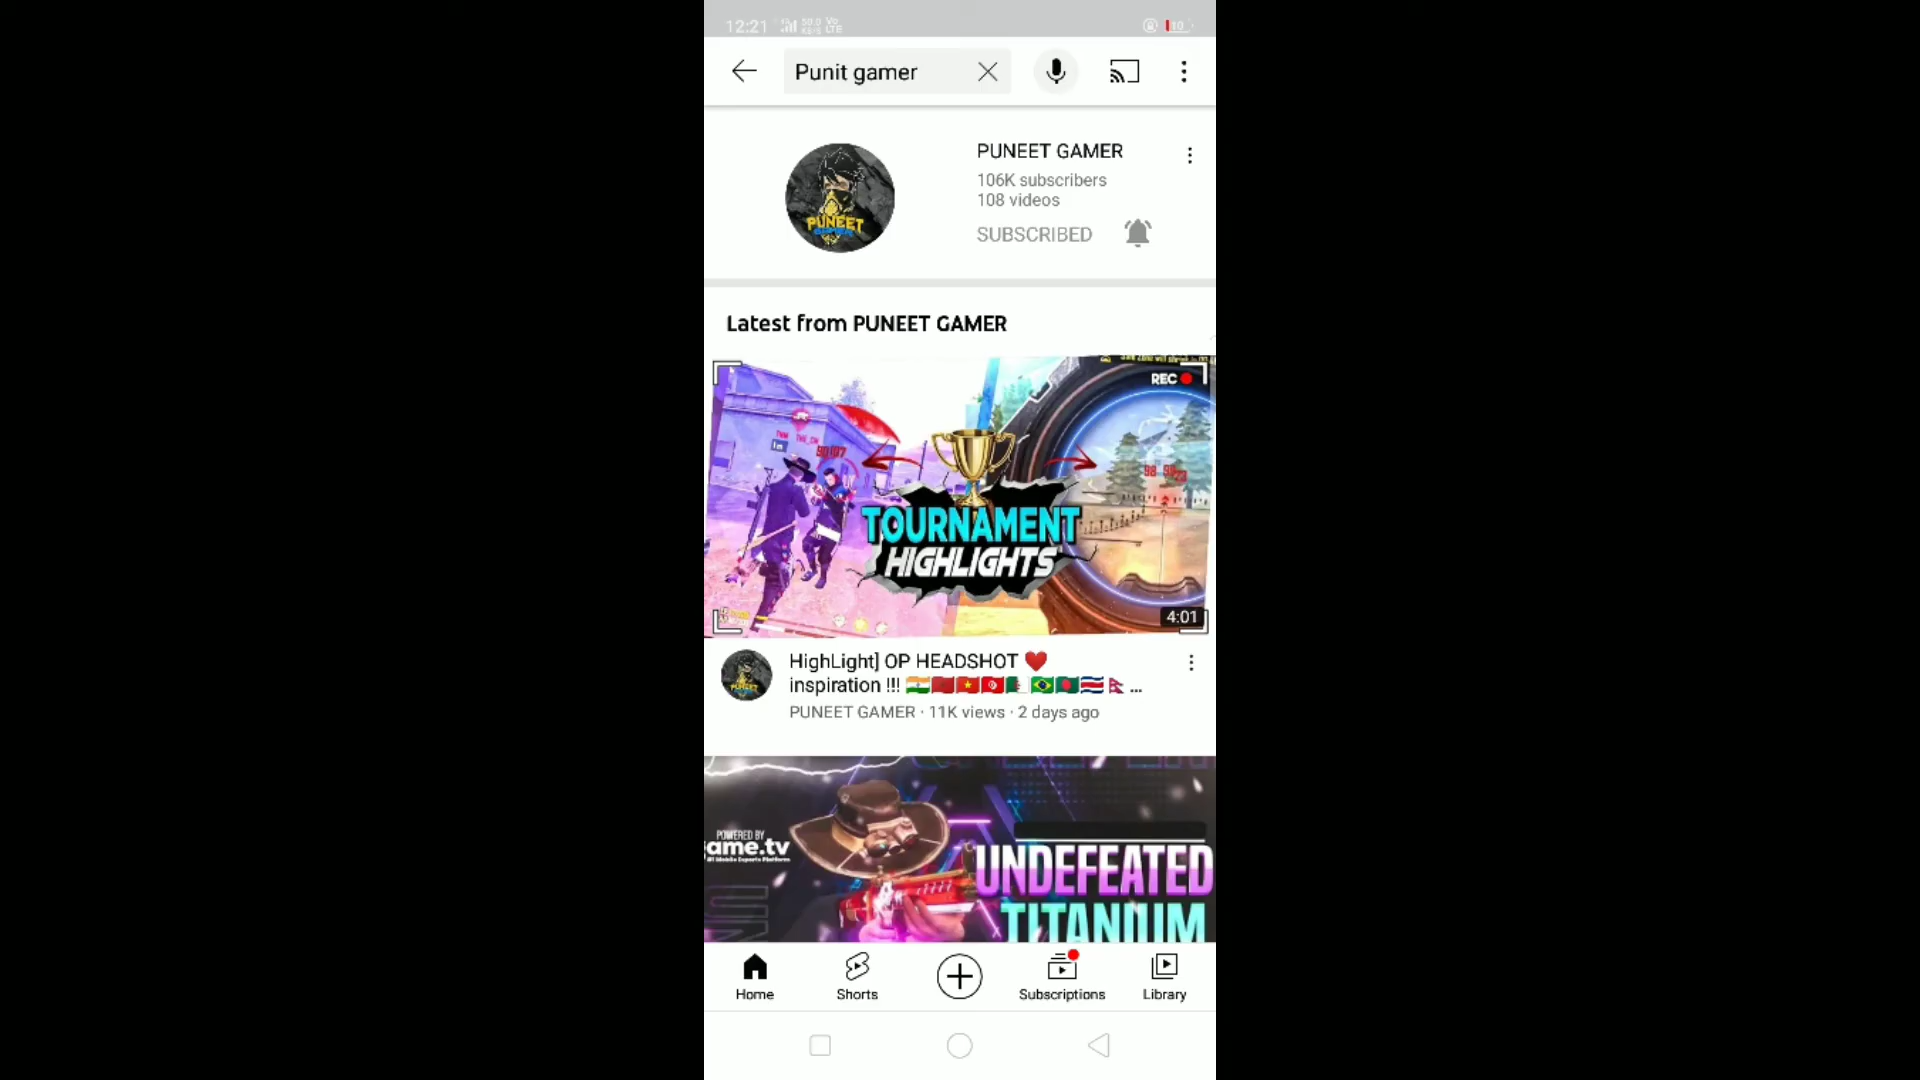 12:21
Punit gamer
PUNEET GAMER
106K subscribers
108 videos
SUBSCRIBED
PUNEET
GAMER
Latest from PUNEET GAMER
REC
TOURNAMENT
HIGHLIGHTS
4:01
HighLight] OP HEADSHOT ❤️
inspiration !!! 🇮🇳🇲🇦🇻🇳🇹🇳🇩🇿🇧🇷🇧🇩🇨🇷🇳🇵 ...
PUNEET GAMER · 11K views · 2 days ago
POWERED BY
ame.tv
UNDEFEATED
TITANIUM
Home
Shorts
Subscriptions
Library